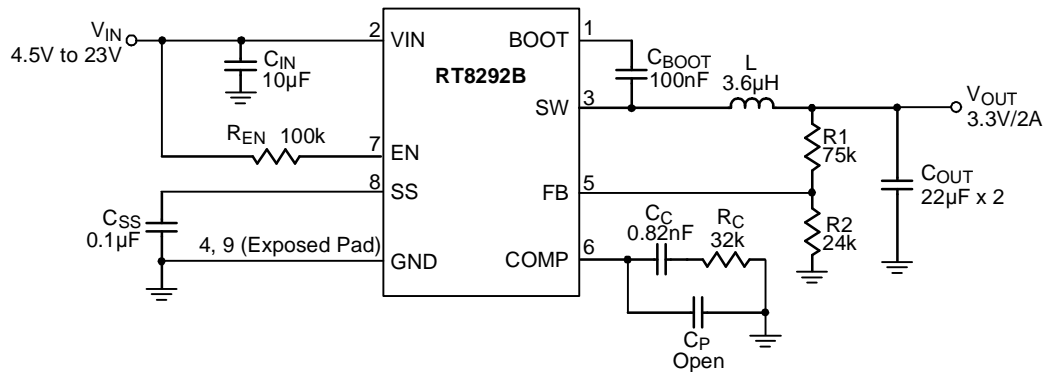 VIN
4.5V to 23V
CIN
10µF
REN 100k
CSS
0.1µF
4, 9 (Exposed Pad)
2
7
8
VIN
EN
SS
GND
RT8292B
BOOT
SW
FB
COMP
1
3
5
6
CBOOT
100nF
L
3.6µH
VOUT
3.3V/2A
R1
75k
COUT
22µF x 2
R2
24k
CC
0.82nF
RC
32k
CP
Open